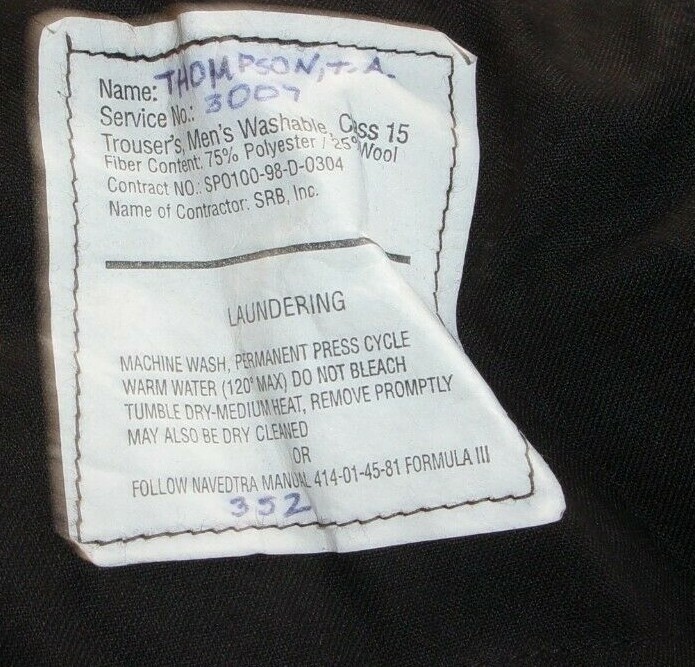 Name: THOMPSON, T. A.
Service No.: 3007
Trouser's, Men's Washable, Class 15
Fiber Content: 75% Polyester / 25% Wool
Contract NO.: SPO100-98-D-0304
Name of Contractor: SRB, Inc.
LAUNDERING
MACHINE WASH, PERMANENT PRESS CYCLE
WARM WATER (120° MAX) DO NOT BLEACH
TUMBLE DRY-MEDIUM HEAT, REMOVE PROMPTLY
MAY ALSO BE DRY CLEANED
OR
FOLLOW NAVEDTRA MANUAL 414-01-45-81 FORMULA III
352